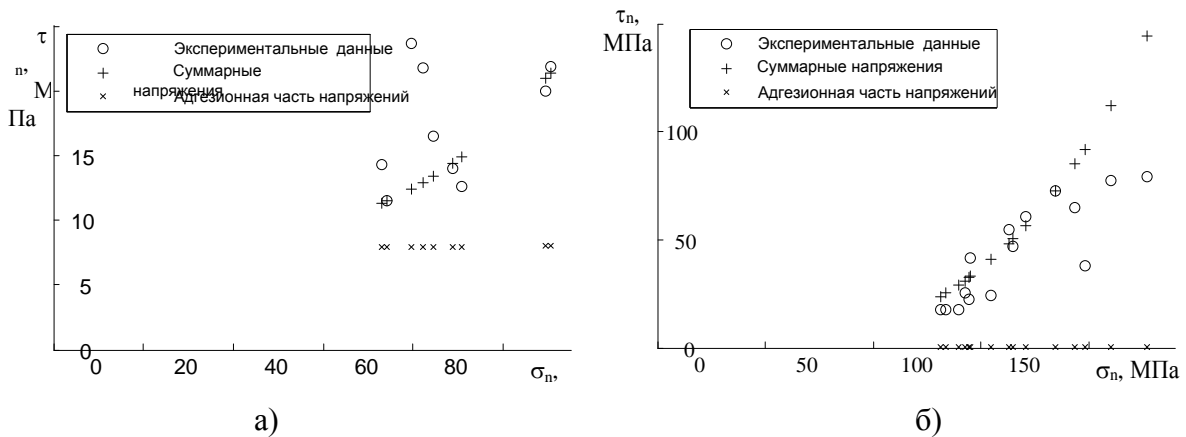 τ
n,
М
Па
Экспериментальные данные
Суммарные
напряжения
Адгезионная часть напряжений
15
10
5
0
0
20
40
60
80
σn,
а)
τn,
МПа
Экспериментальные данные
Суммарные напряжения
Адгезионная часть напряжений
100
50
0
0
100
150
σn, МПа
б)